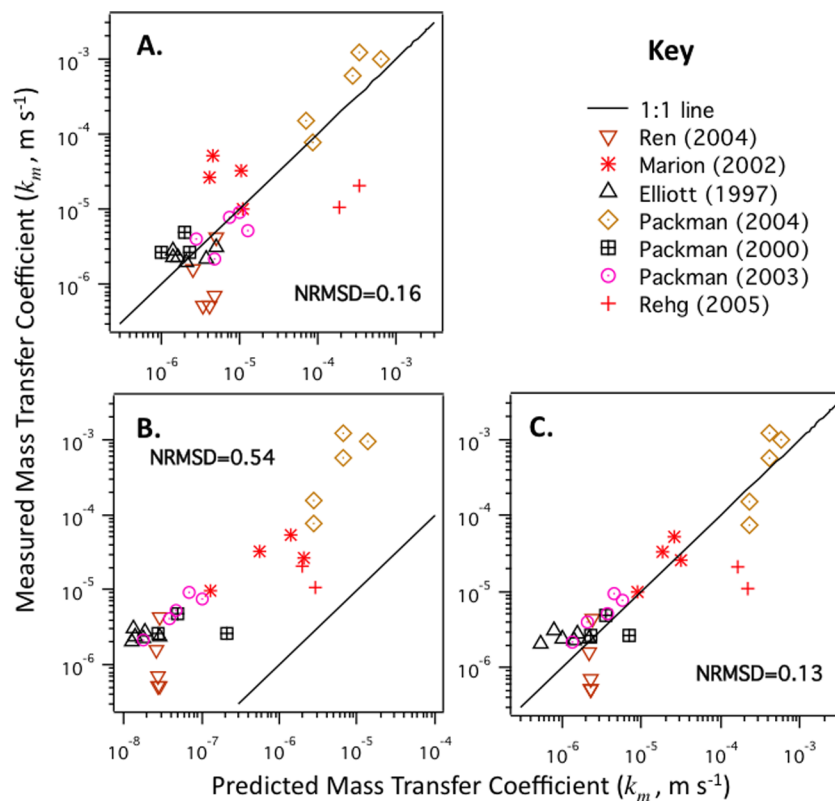 A.
Key
10⁻³
10⁻⁴
10⁻⁵
10⁻⁶
NRMSD=0.16
10⁻⁶ 10⁻⁵ 10⁻⁴ 10⁻³
1:1 line
Ren (2004)
Marion (2002)
Elliott (1997)
Packman (2004)
Packman (2000)
Packman (2003)
Rehg (2005)
Measured Mass Transfer Coefficient (kₘ, m s⁻¹)
B.
NRMSD=0.54
10⁻³
10⁻⁴
10⁻⁵
10⁻⁶
10⁻⁸ 10⁻⁷ 10⁻⁶ 10⁻⁵ 10⁻⁴
C.
10⁻³
10⁻⁴
10⁻⁵
10⁻⁶
NRMSD=0.13
10⁻⁶ 10⁻⁵ 10⁻⁴ 10⁻³
Predicted Mass Transfer Coefficient (kₘ, m s⁻¹)